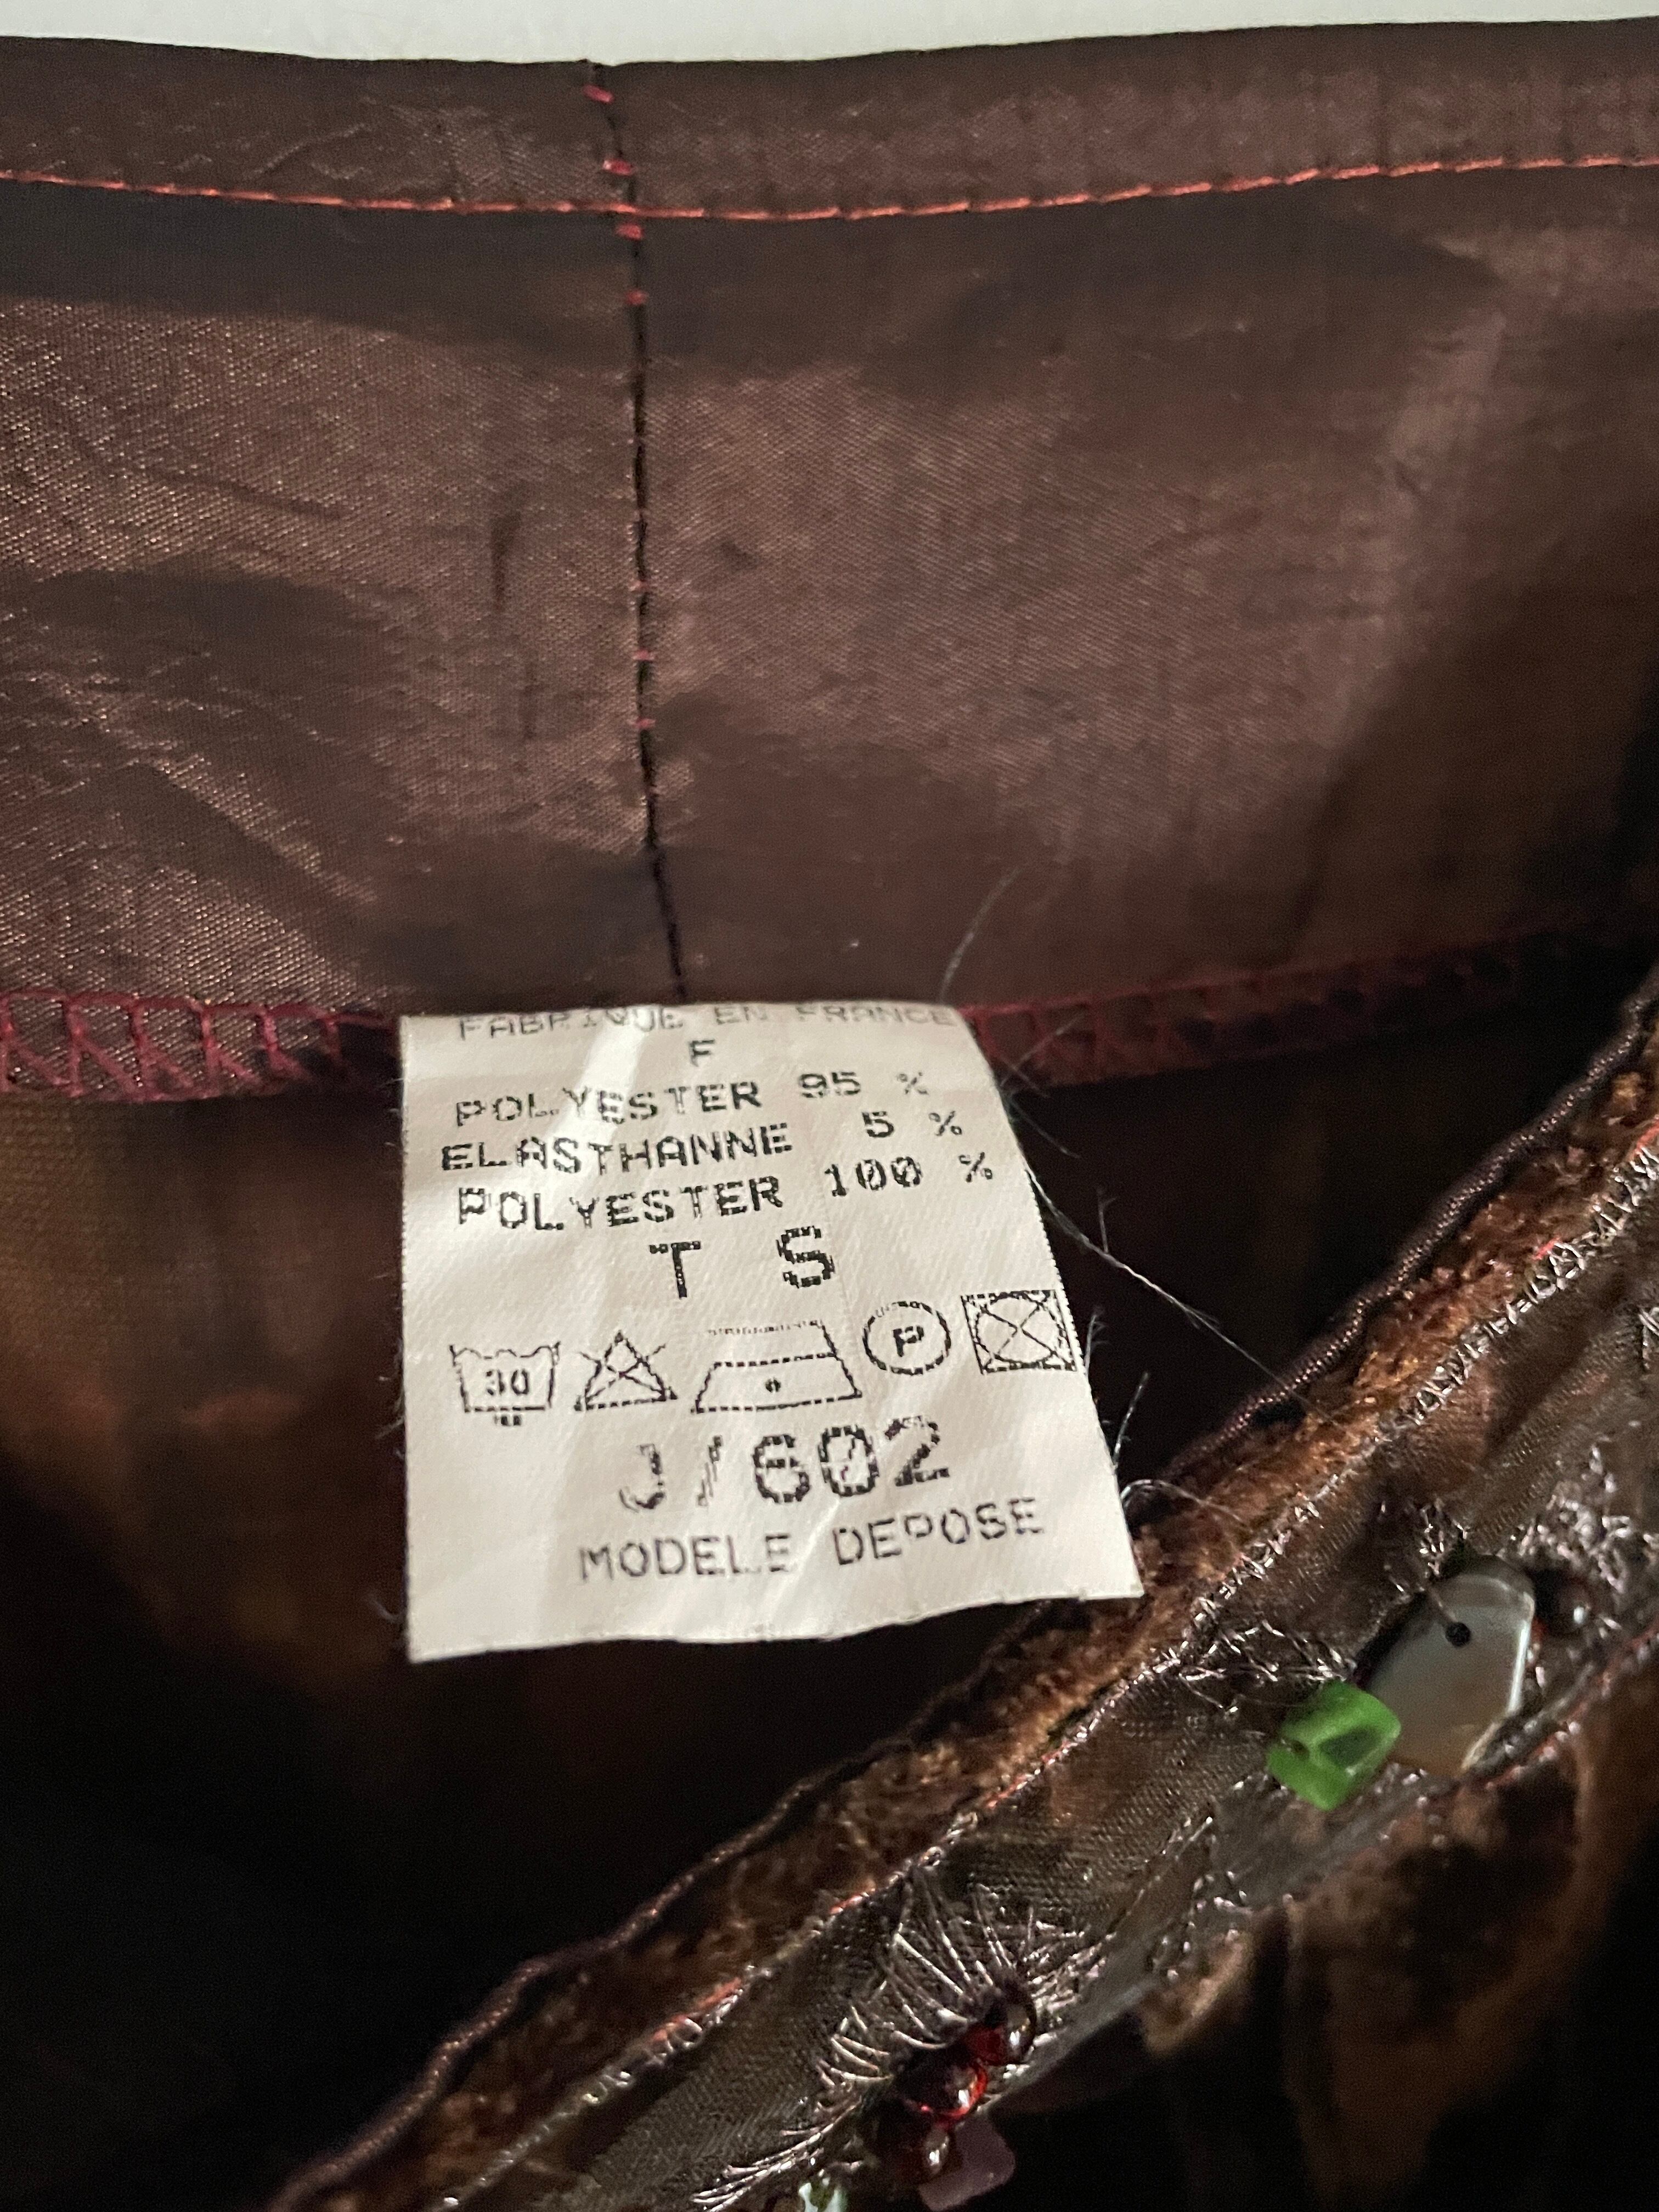 FABRIQUE EN FRANCE
F
POLYESTER 95 %
ELASTHANNE 5 %
POLYESTER 100 %
T S
30 P
J/602
MODELE DEPOSE